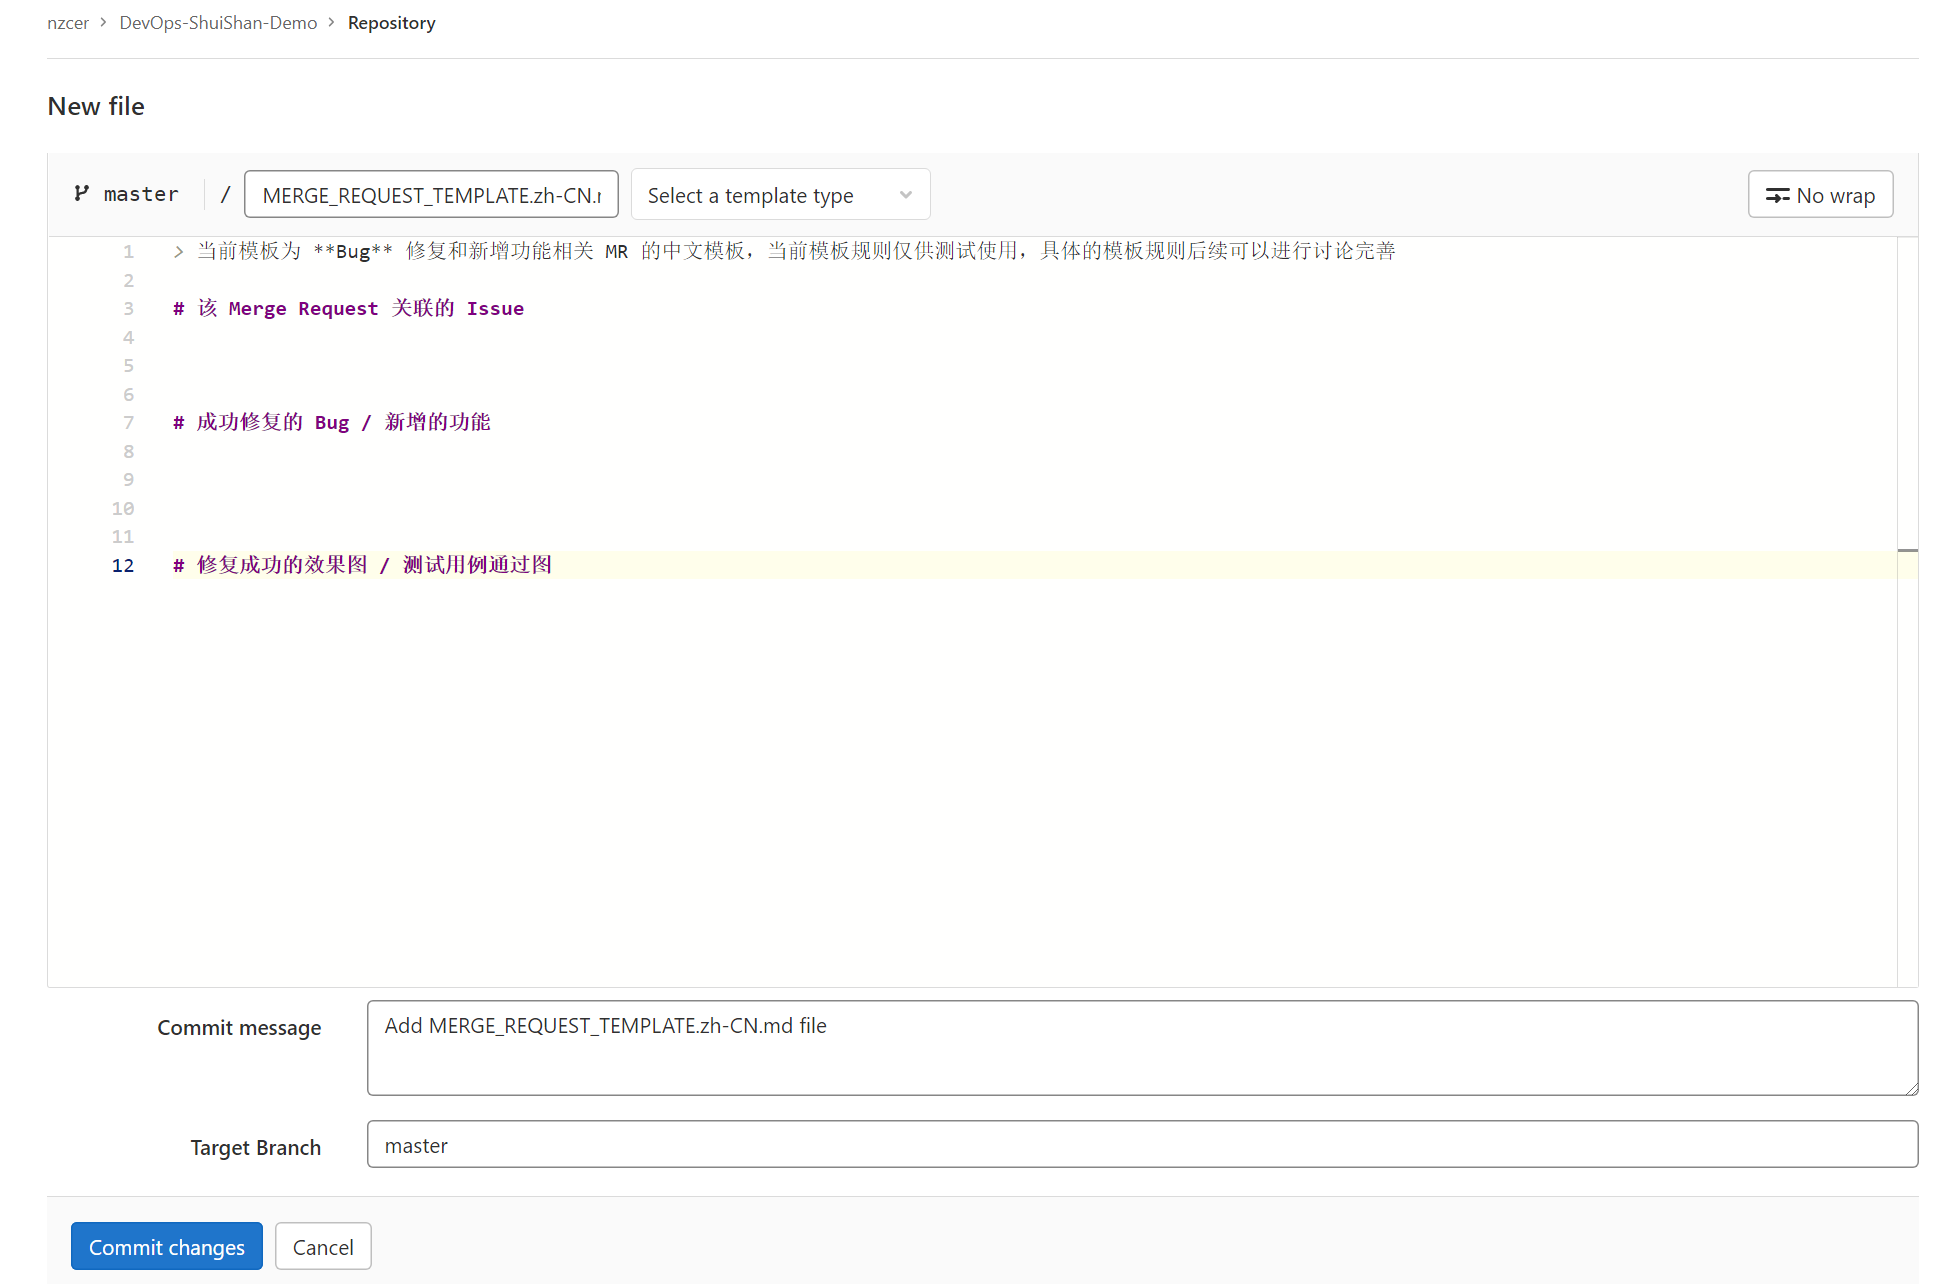 nzcer > DevOps-ShuiShan-Demo > Repository
New file
master / MERGE_REQUEST_TEMPLATE.zh-CN.r Select a template type No wrap
1 > 当前模板为 **Bug** 修复和新增功能相关 MR 的中文模板，当前模板规则仅供测试使用，具体的模板规则后续可以进行讨论完善
2
3 # 该 Merge Request 关联的 Issue
4
5
6
7 # 成功修复的 Bug / 新增的功能
8
9
10
11
12 # 修复成功的效果图 / 测试用例通过图
Commit message
Add MERGE_REQUEST_TEMPLATE.zh-CN.md file
Target Branch
master
Commit changes Cancel